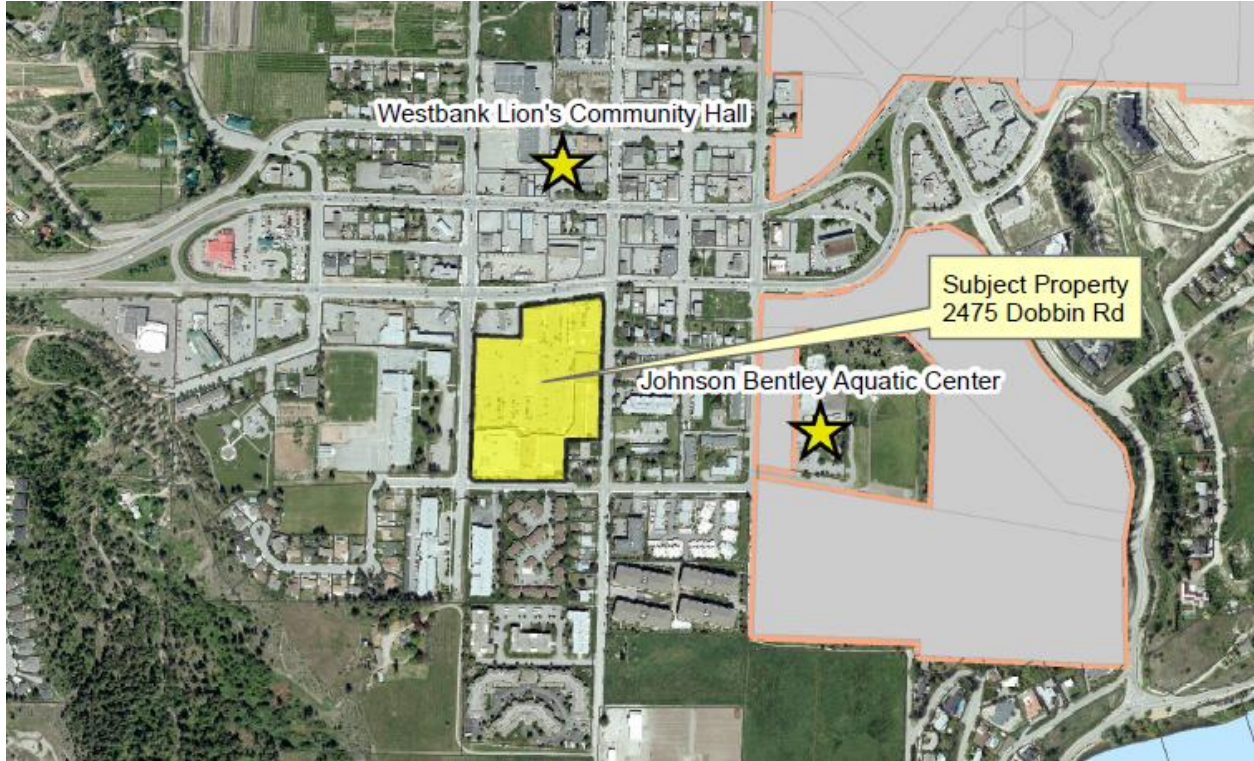 Westbank Lion's Community Hall
Subject Property
2475 Dobbin Rd
Johnson Bentley Aquatic Center